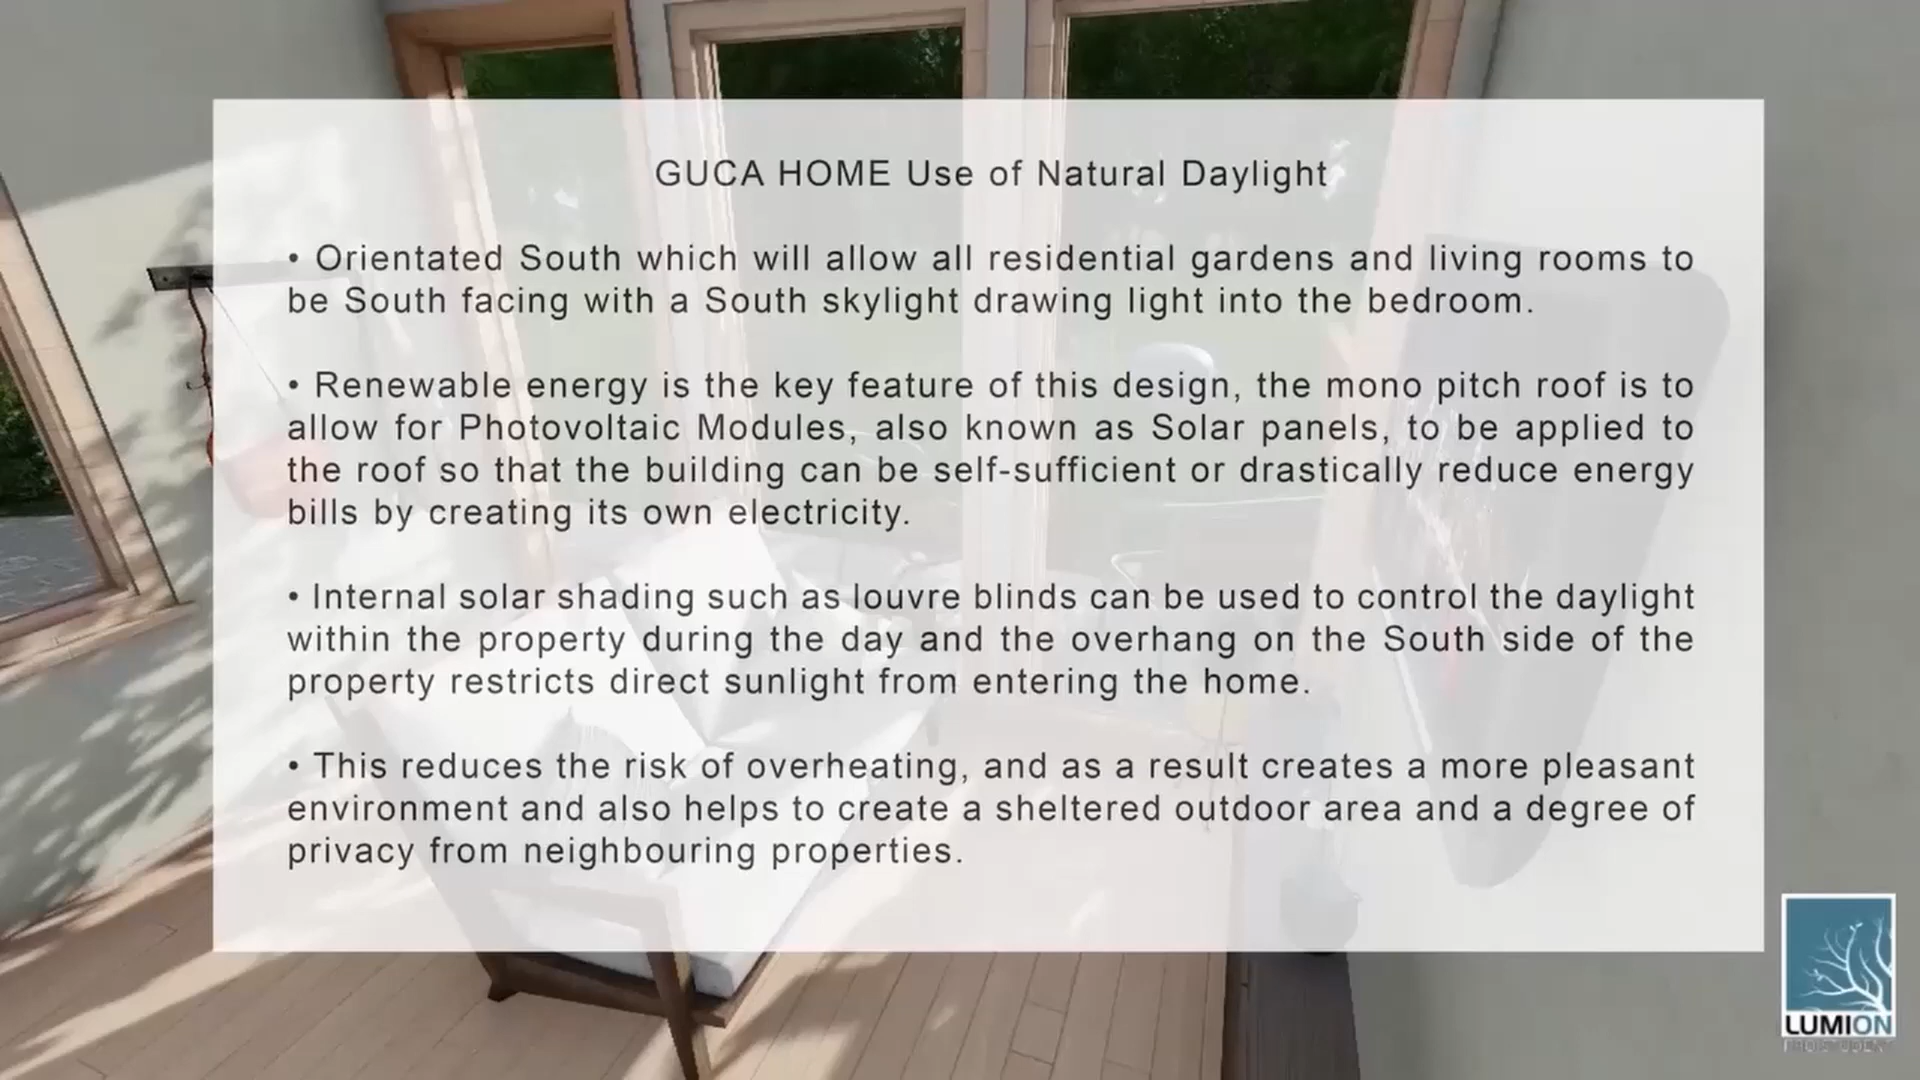 GUCA HOME Use of Natural Daylight
• Orientated South which will allow all residential gardens and living rooms to
be South facing with a South skylight drawing light into the bedroom.
• Renewable energy is the key feature of this design, the mono pitch roof is to
allow for Photovoltaic Modules, also known as Solar panels, to be applied to
the roof so that the building can be self-sufficient or drastically reduce energy
bills by creating its own electricity.
• Internal solar shading such as louvre blinds can be used to control the daylight
within the property during the day and the overhang on the South side of the
property restricts direct sunlight from entering the home.
• This reduces the risk of overheating, and as a result creates a more pleasant
environment and also helps to create a sheltered outdoor area and a degree of
privacy from neighbouring properties.
LUMION